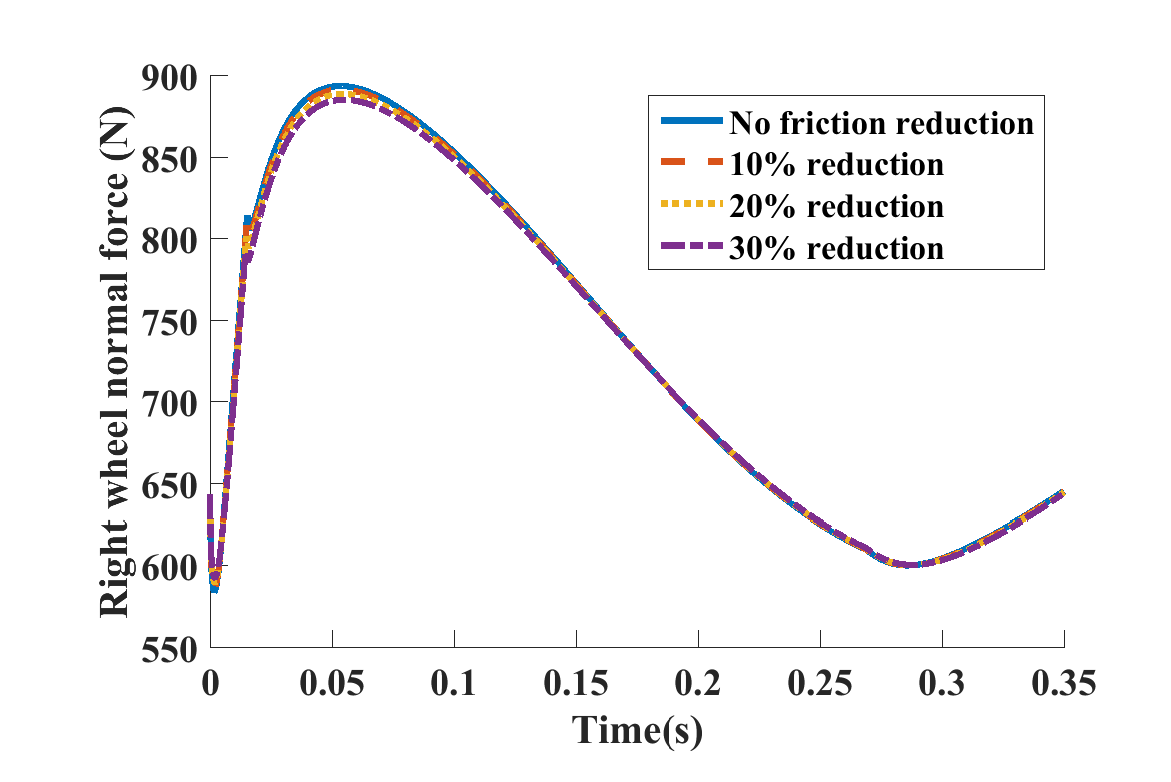 Right wheel normal force (N)
900
850
800
750
700
650
600
550
No friction reduction
10% reduction
20% reduction
30% reduction
0 0.05 0.1 0.15 0.2 0.25 0.3 0.35
Time(s)